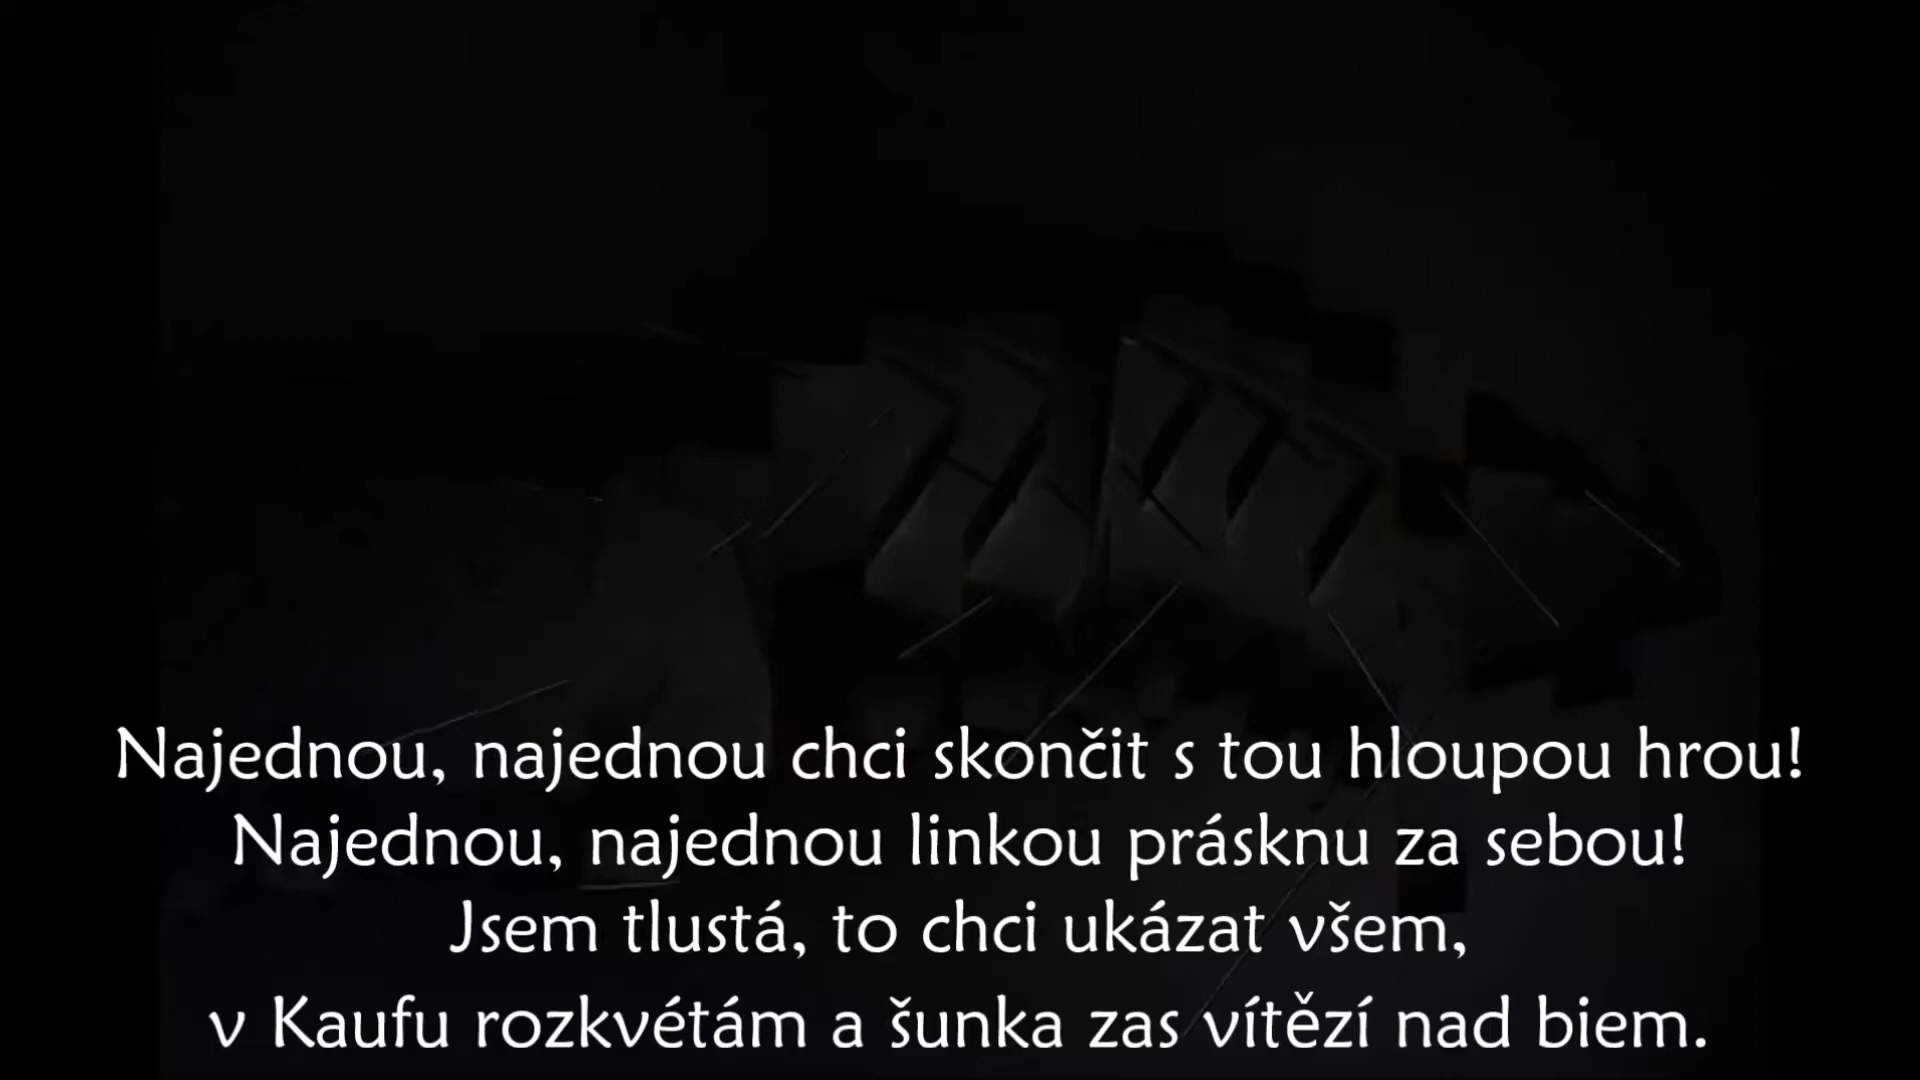 Najednou, najednou chci skončit s tou hloupou hrou!
Najednou, najednou linkou prásknu za sebou!
Jsem tlustá, to chci ukázat všem,
v Kaufu rozkvétám a šunka zas vítězí nad biem.